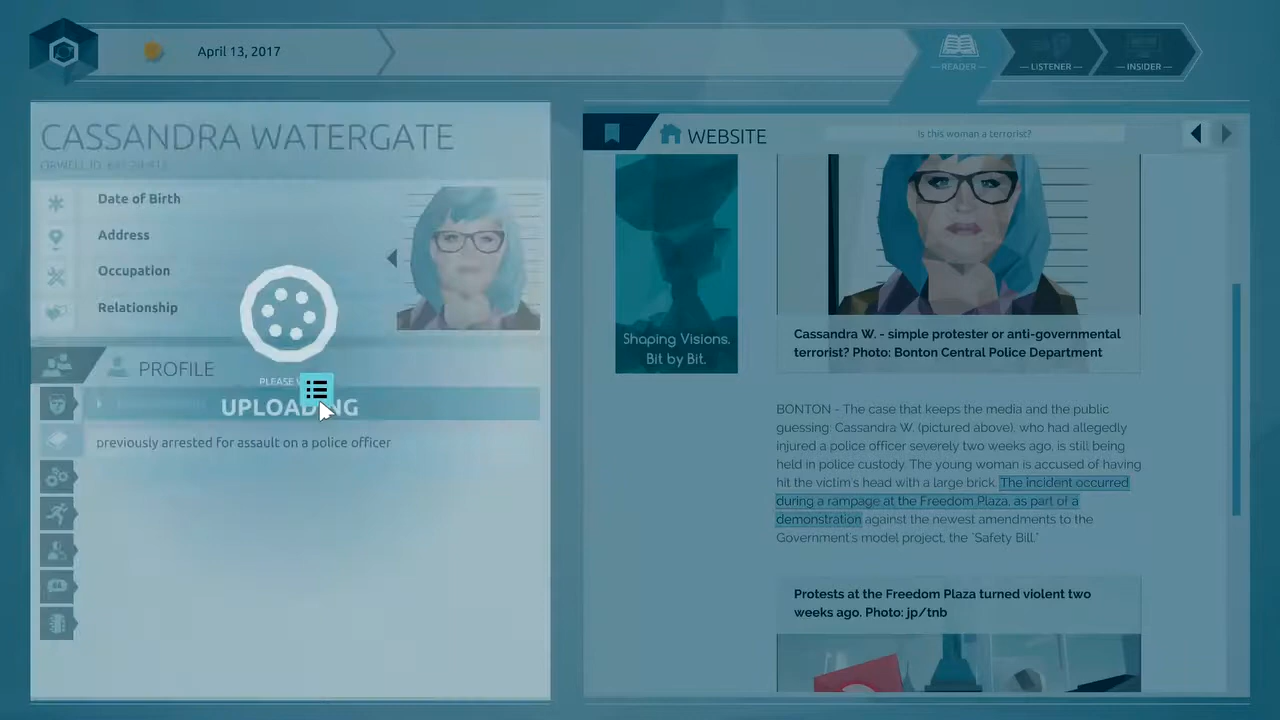 April 13, 2017
READER
LISTENER
INSIDER
CASSANDRA WATERGATE
Date of Birth
Address
Occupation
Relationship
PROFILE
PLEASE
UPLOADING
previously arrested for assault on a police officer
WEBSITE
Is this woman a terrorist?
Shaping Visions.
Bit by Bit.
Cassandra W. - simple protester or anti-governmental
terrorist? Photo: Bonton Central Police Department
BONTON - The case that keeps the media and the public
guessing: Cassandra W. (pictured above), who had allegedly
injured a police officer severely two weeks ago, is still being
held in police custody. The young woman is accused of having
hit the victim's head with a large brick. The incident occurred
during a rampage at the Freedom Plaza, as part of a
demonstration against the newest amendments to the
Government's model project, the "Safety Bill."
Protests at the Freedom Plaza turned violent two
weeks ago. Photo: jp/tnb